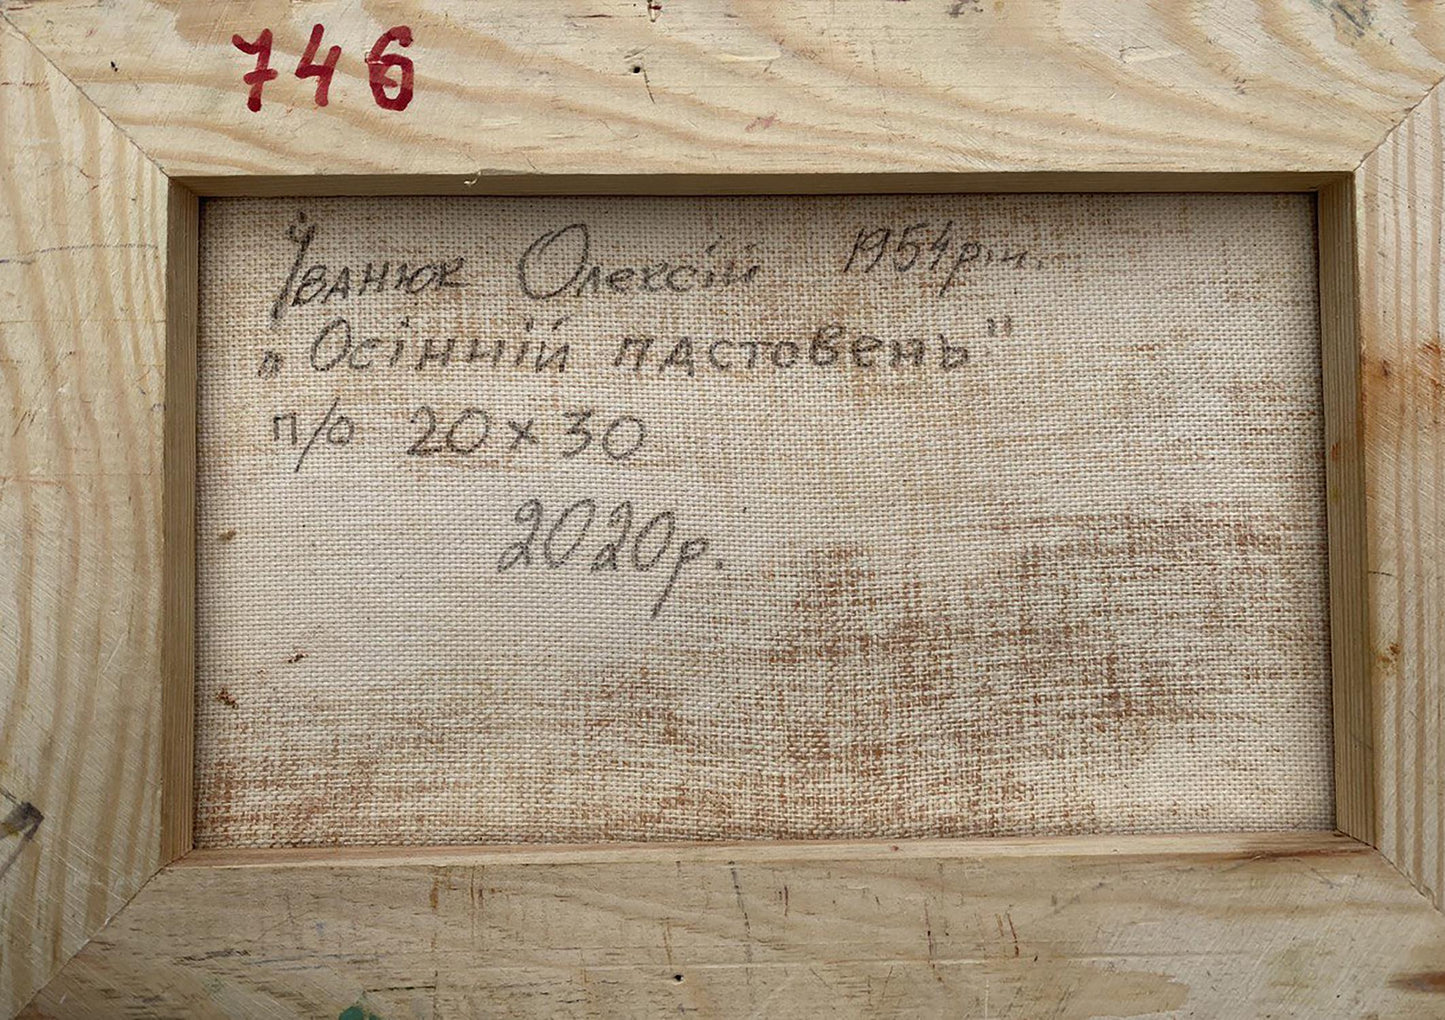 746
Іванюк Олексій 1954р.н.
„Осінній пастовень"
п/о 20×30
2020р.